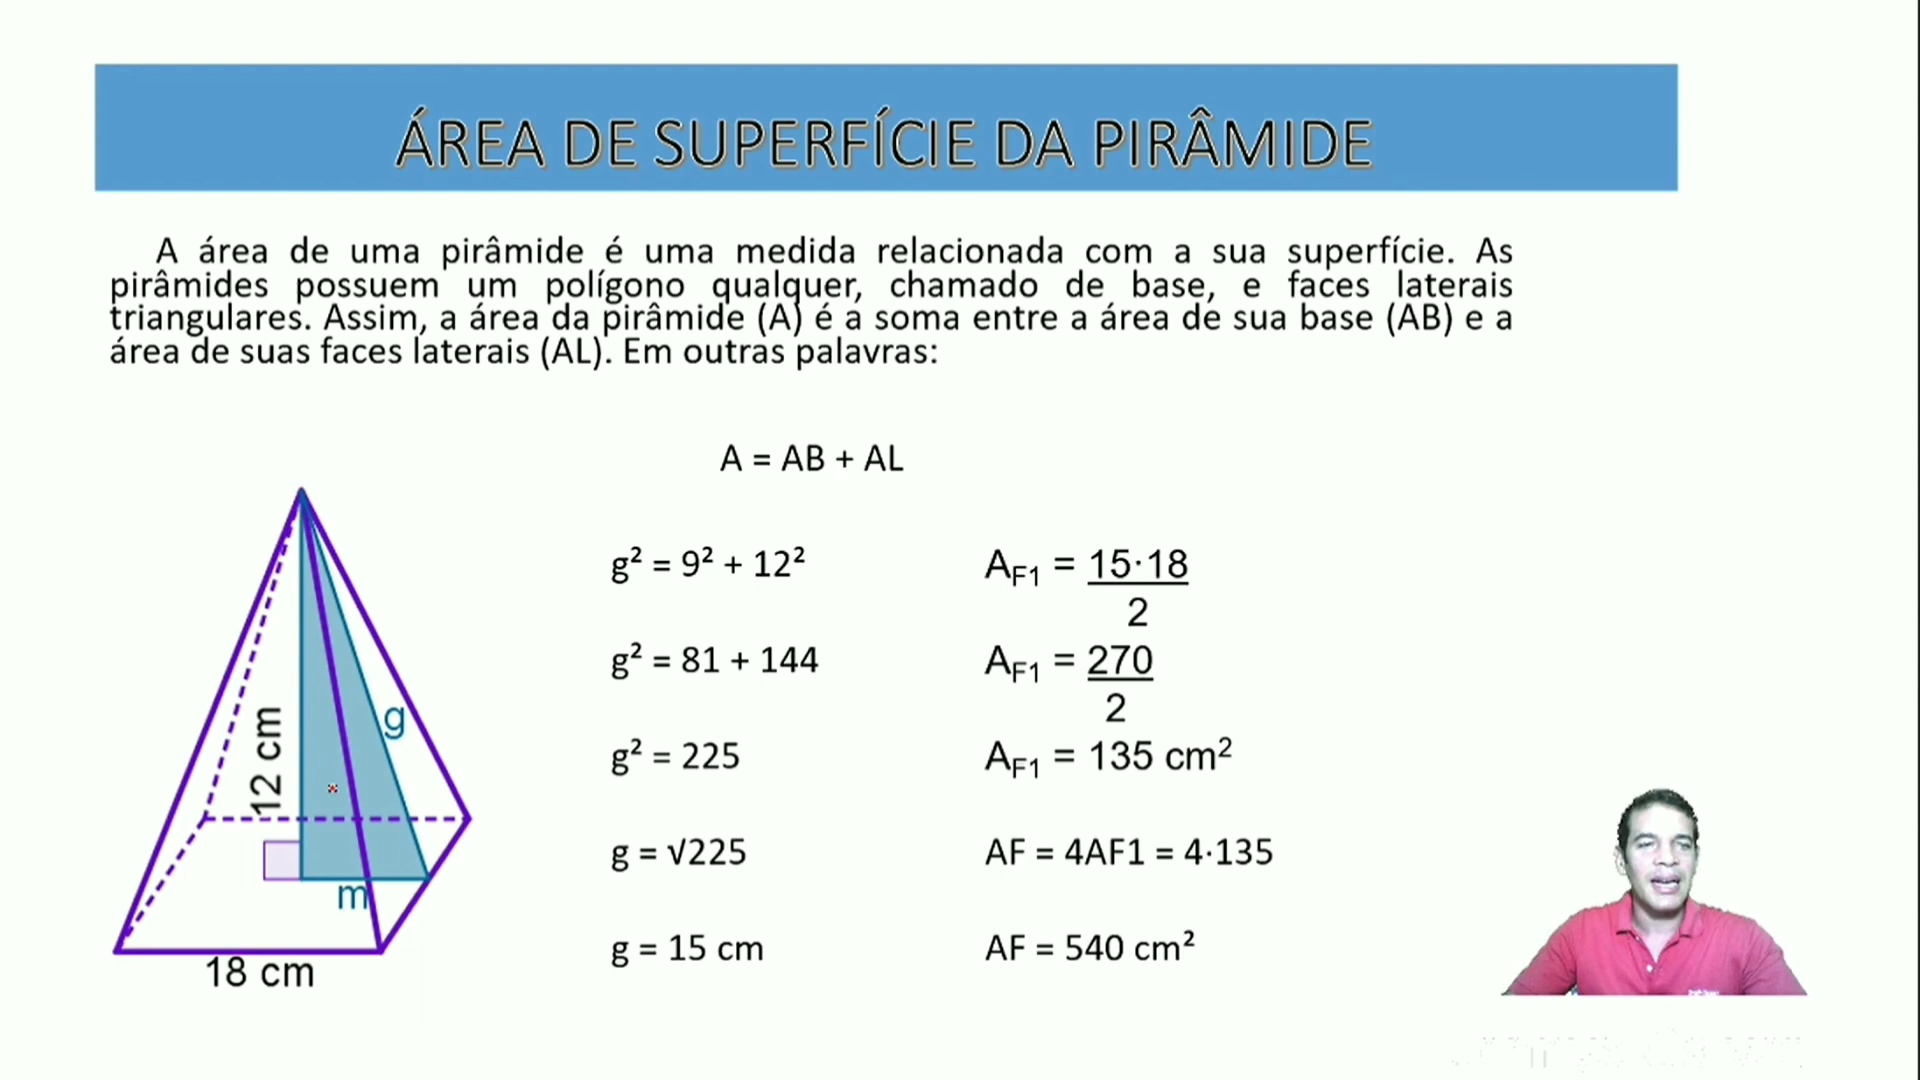 ÁREA DE SUPERFÍCIE DA PIRÂMIDE
A área de uma pirâmide é uma medida relacionada com a sua superfície. As
pirâmides possuem um polígono qualquer, chamado de base, e faces laterais
triangulares. Assim, a área da pirâmide (A) é a soma entre a área de sua base (AB) e a
área de suas faces laterais (AL). Em outras palavras:
A = AB + AL
12 cm
g
m
18 cm
g² = 9² + 12²
g² = 81 + 144
g² = 225
g = √225
g = 15 cm
A_F1 = 15·18
2
A_F1 = 270
2
A_F1 = 135 cm²
AF = 4AF1 = 4·135
AF = 540 cm²